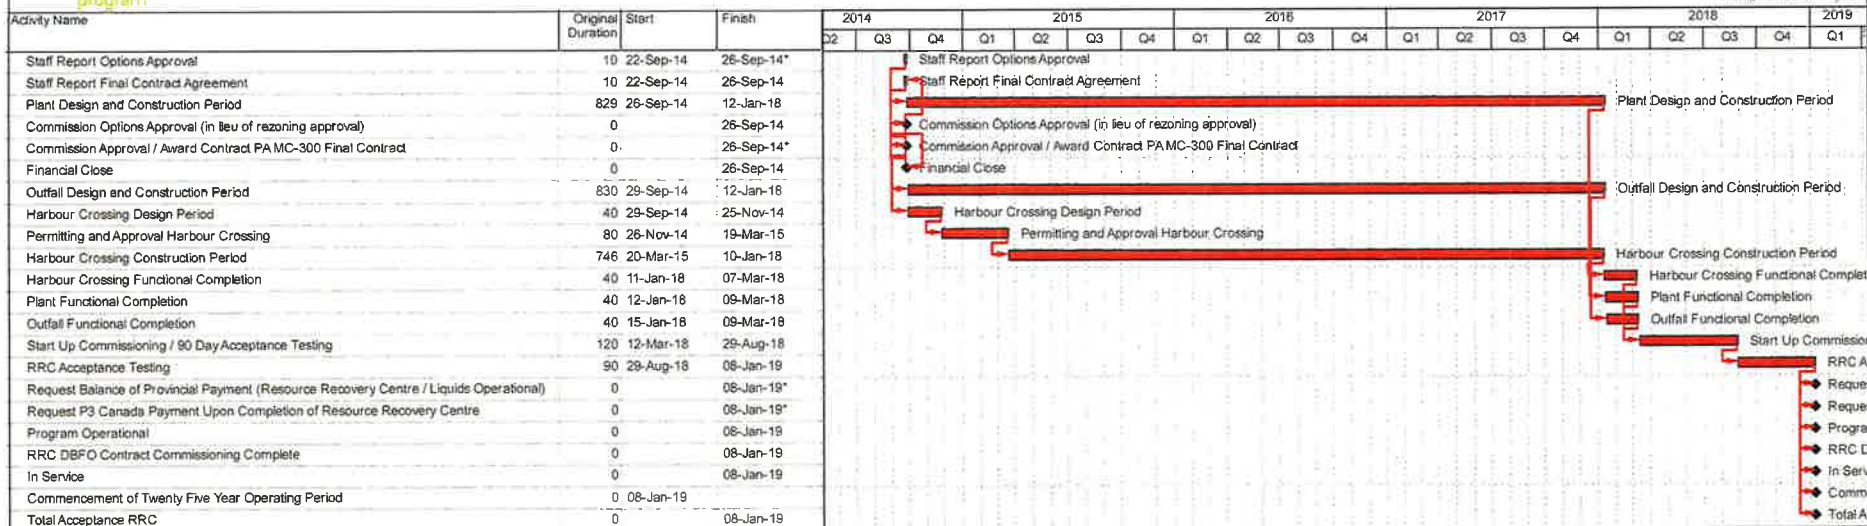 program
Activity Name Original Duration Start Finish
2014 2015 2016 2017 2018 2019
Q2 Q3 Q4 Q1 Q2 Q3 Q4 Q1 Q2 Q3 Q4 Q1 Q2 Q3 Q4 Q1 Q2 Q3 Q4 Q1
Staff Report Options Approval 10 22-Sep-14 26-Sep-14* Staff Report Options Approval
Staff Report Final Contract Agreement 10 22-Sep-14 26-Sep-14 Staff Report Final Contract Agreement
Plant Design and Construction Period 829 26-Sep-14 12-Jan-18 Plant Design and Construction Period
Commission Options Approval (in lieu of rezoning approval) 0 26-Sep-14 Commission Options Approval (in lieu of rezoning approval)
Commission Approval / Award Contract PA MC-300 Final Contract 0 26-Sep-14* Commission Approval / Award Contract PA MC-300 Final Contract
Financial Close 0 26-Sep-14 Financial Close
Outfall Design and Construction Period 830 29-Sep-14 12-Jan-18 Outfall Design and Construction Period
Harbour Crossing Design Period 40 29-Sep-14 25-Nov-14 Harbour Crossing Design Period
Permitting and Approval Harbour Crossing 80 26-Nov-14 19-Mar-15 Permitting and Approval Harbour Crossing
Harbour Crossing Construction Period 746 20-Mar-15 10-Jan-18 Harbour Crossing Construction Period
Harbour Crossing Functional Completion 40 11-Jan-18 07-Mar-18 Harbour Crossing Functional Complet
Plant Functional Completion 40 12-Jan-18 09-Mar-18 Plant Functional Completion
Outfall Functional Completion 40 15-Jan-18 09-Mar-18 Outfall Functional Completion
Start Up Commissioning / 90 Day Acceptance Testing 120 12-Mar-18 29-Aug-18 Start Up Commission
RRC Acceptance Testing 90 29-Aug-18 08-Jan-19 RRC A
Request Balance of Provincial Payment (Resource Recovery Centre / Liquids Operational) 0 08-Jan-19* Reque
Request P3 Canada Payment Upon Completion of Resource Recovery Centre 0 08-Jan-19* Reque
Program Operational 0 08-Jan-19 Progra
RRC DBFO Contract Commissioning Complete 0 08-Jan-19 RRC D
In Service 0 08-Jan-19 In Serv
Commencement of Twenty Five Year Operating Period 0 08-Jan-19 Comm
Total Acceptance RRC 0 08-Jan-19 Total A